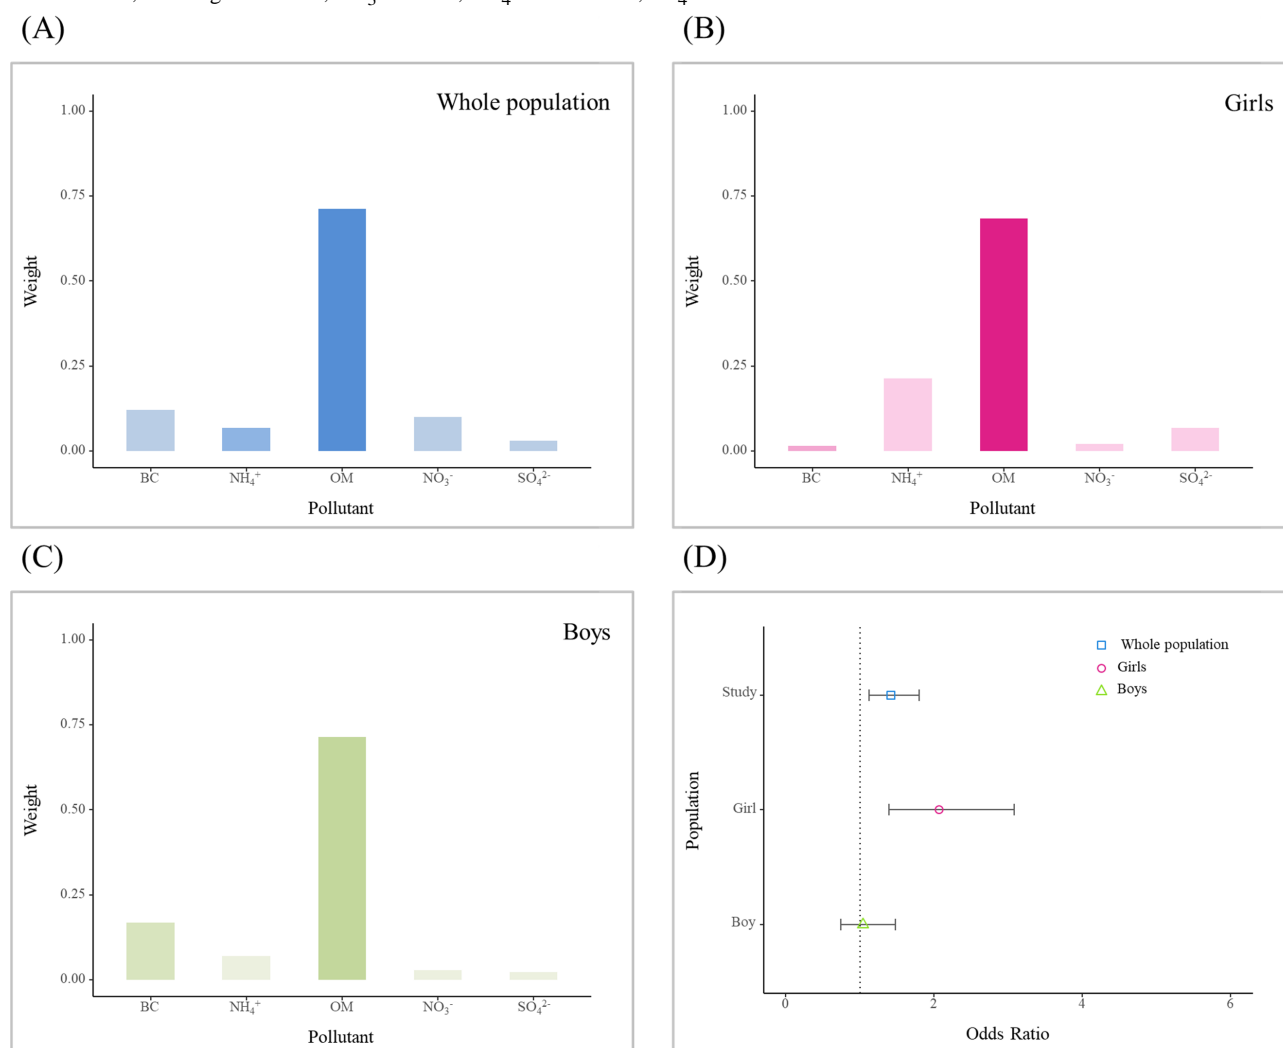 (A)
Whole population
1.00
0.75
0.50
0.25
0.00
Weight
BC NH₄⁺ OM NO₃⁻ SO₄²⁻
Pollutant
(B)
Girls
1.00
0.75
0.50
0.25
0.00
Weight
BC NH₄⁺ OM NO₃⁻ SO₄²⁻
Pollutant
(C)
Boys
1.00
0.75
0.50
0.25
0.00
Weight
BC NH₄⁺ OM NO₃⁻ SO₄²⁻
Pollutant
(D)
Whole population
Girls
Boys
Study
Girl
Boy
Population
0 2 4 6
Odds Ratio